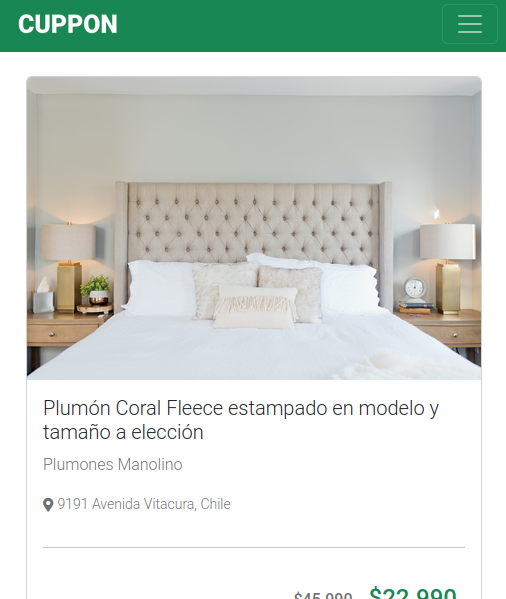 CUPPON
Plumón Coral Fleece estampado en modelo y
tamaño a elección
Plumones Manolino
9191 Avenida Vitacura, Chile
$45.990 $22.990